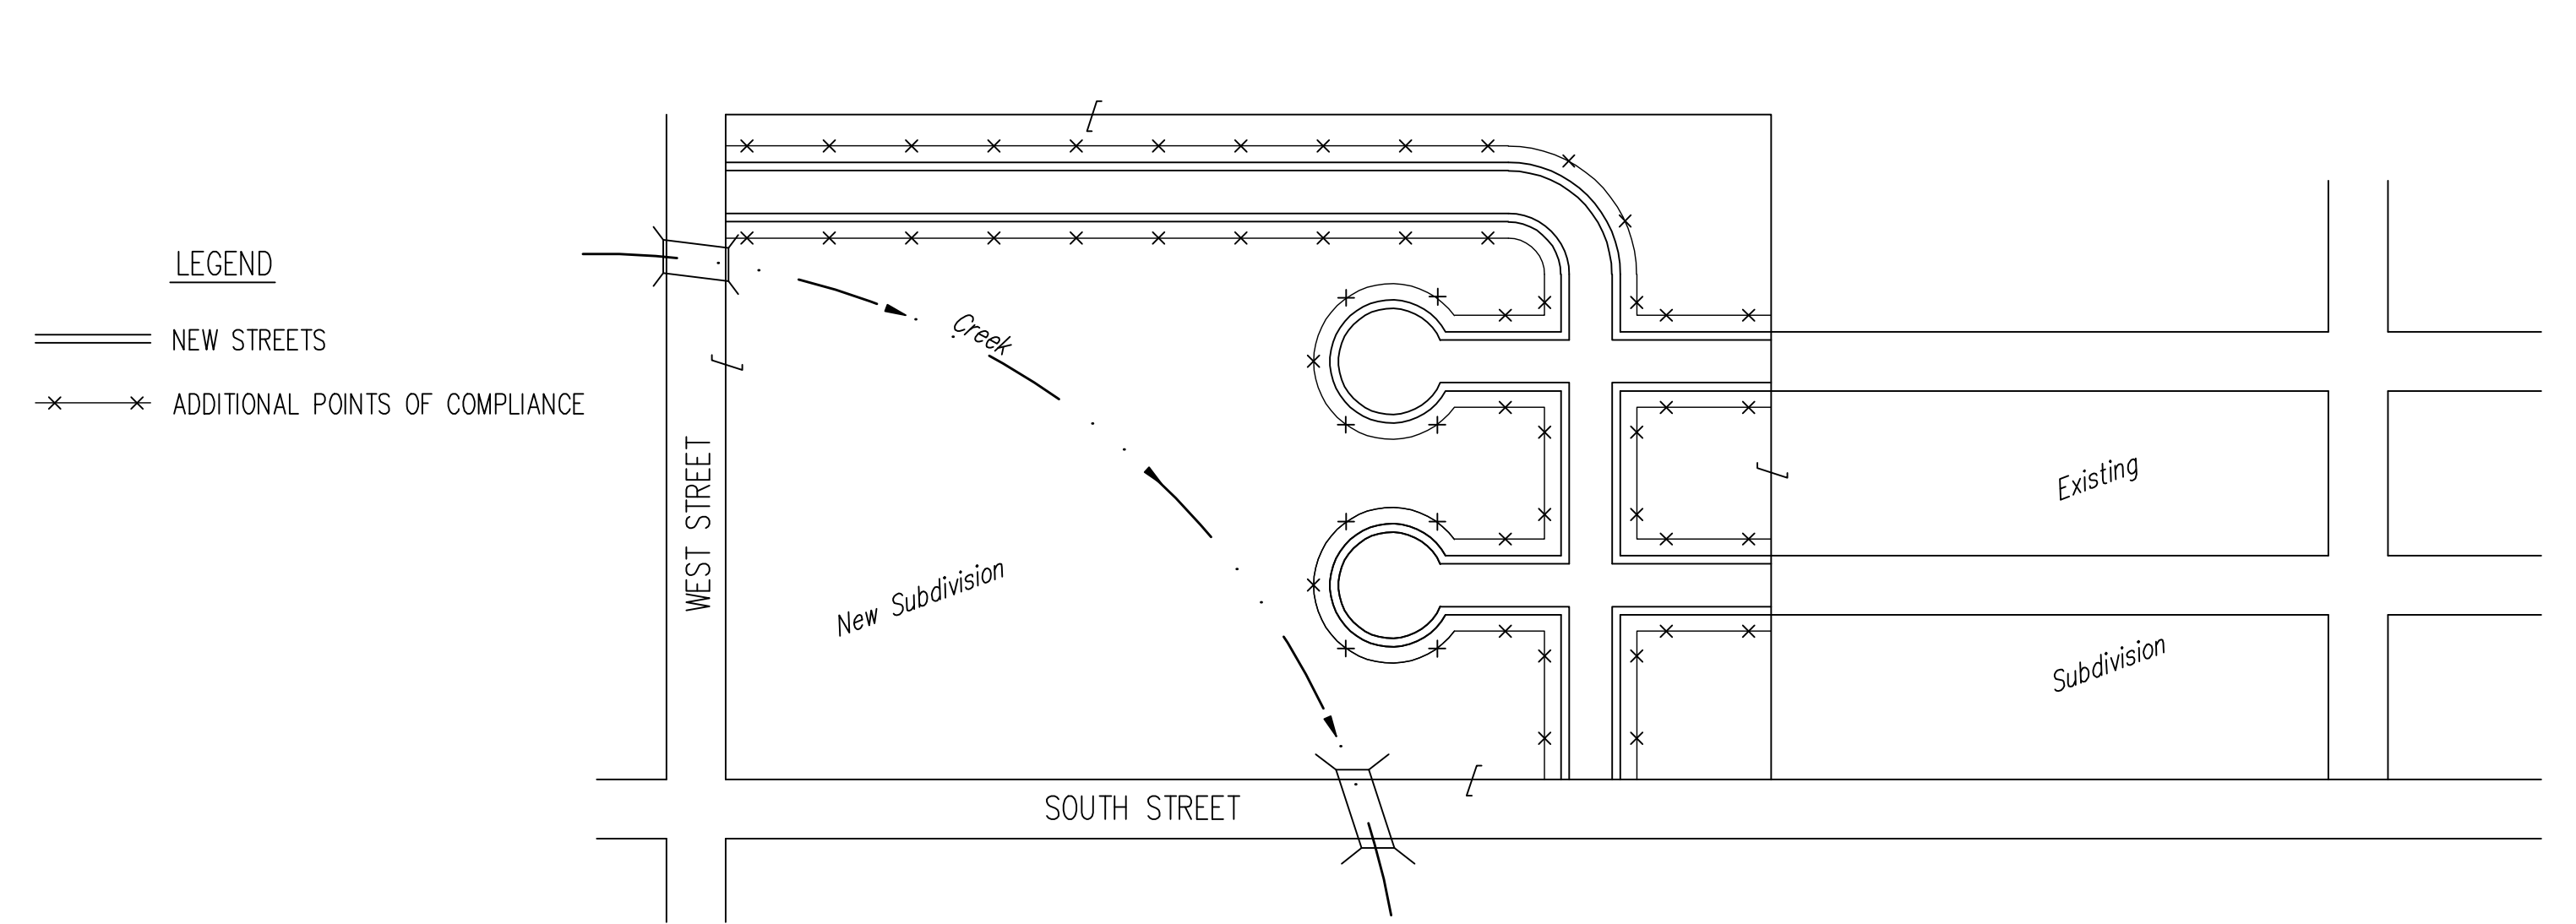 LEGEND
NEW STREETS
ADDITIONAL POINTS OF COMPLIANCE
WEST STREET
Creek
New Subdivision
SOUTH STREET
Existing
Subdivision